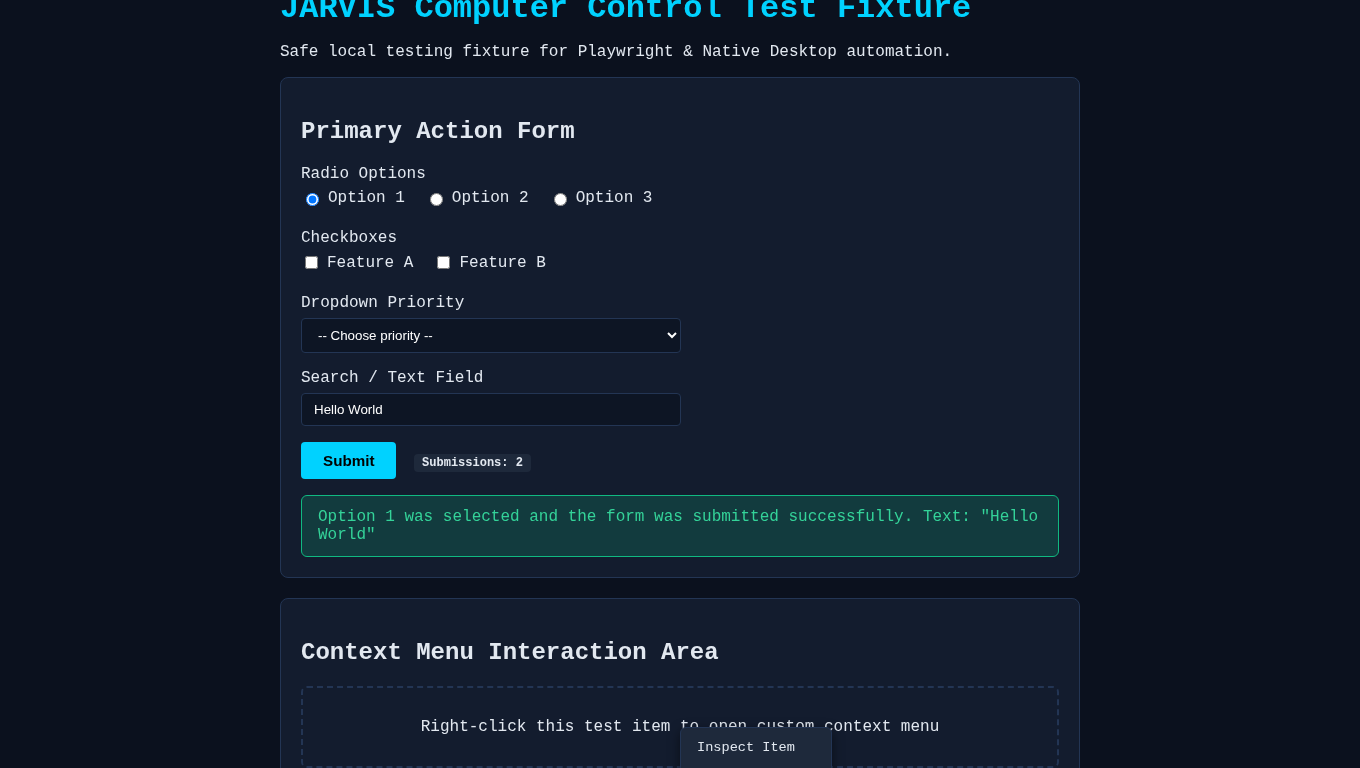 JARVIS Computer Control Test Fixture
Safe local testing fixture for Playwright & Native Desktop automation.
Primary Action Form
Radio Options
Option 1 Option 2 Option 3
Checkboxes
Feature A Feature B
Dropdown Priority
-- Choose priority --
Search / Text Field
Hello World
Submit Submissions: 2
Option 1 was selected and the form was submitted successfully. Text: "Hello
World"
Context Menu Interaction Area
Right-click this test item to open custom context menu
Inspect Item